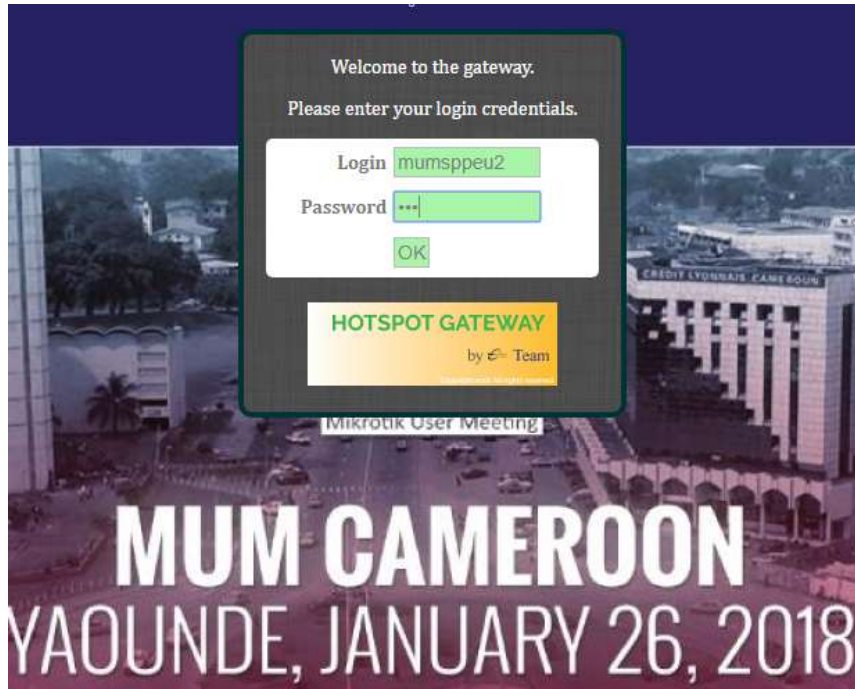 Welcome to the gateway.
Please enter your login credentials.
Login mumsppeu2
Password •••
OK
CREDIT LYONNAIS CAMEROUN
HOTSPOT GATEWAY
by Team
Mikrotik User Meeting
MUM CAMEROON
YAOUNDE, JANUARY 26, 2018